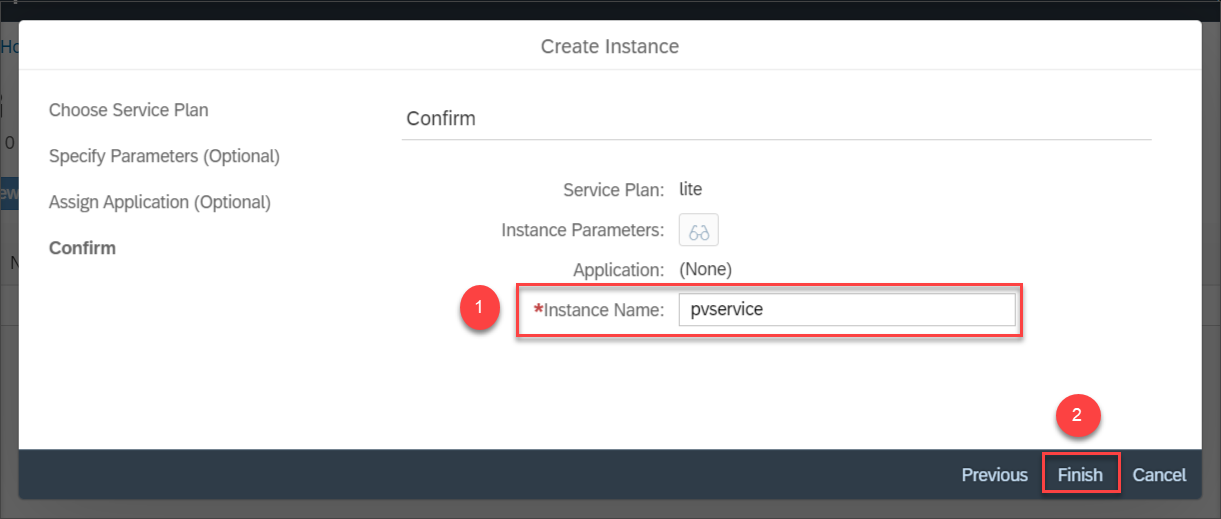 Create Instance
Choose Service Plan
Specify Parameters (Optional)
Assign Application (Optional)
Confirm
Confirm
Service Plan: lite
Instance Parameters:
Application: (None)
1
*Instance Name: pvservice
2
Previous Finish Cancel
0